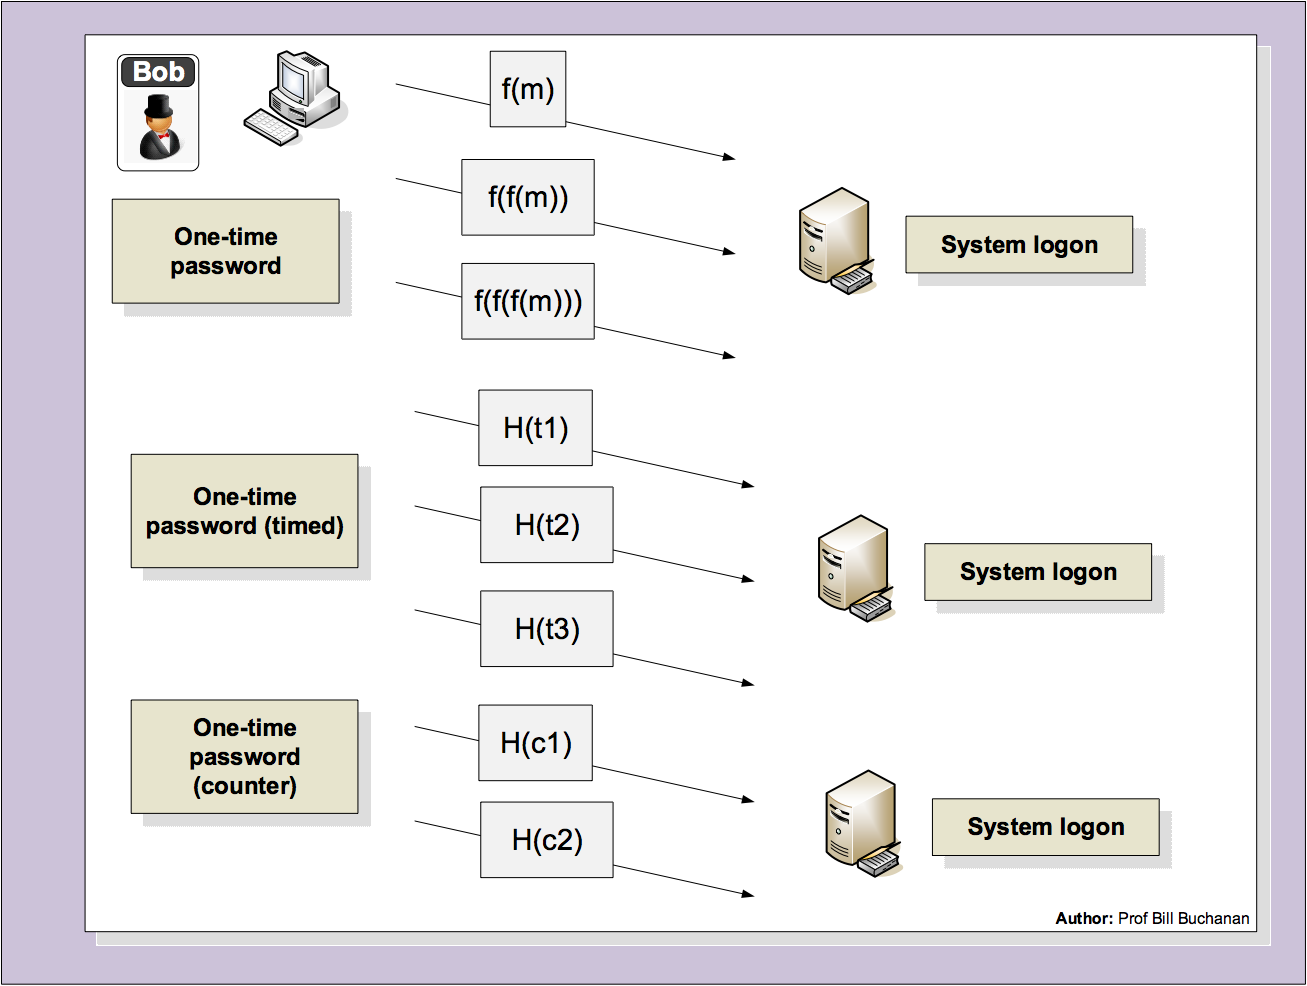 Bob
f(m)
f(f(m))
One-time
password
System logon
f(f(f(m)))
H(t1)
One-time
password (timed)
H(t2)
System logon
H(t3)
One-time
password
(counter)
H(c1)
H(c2)
System logon
Author: Prof Bill Buchanan